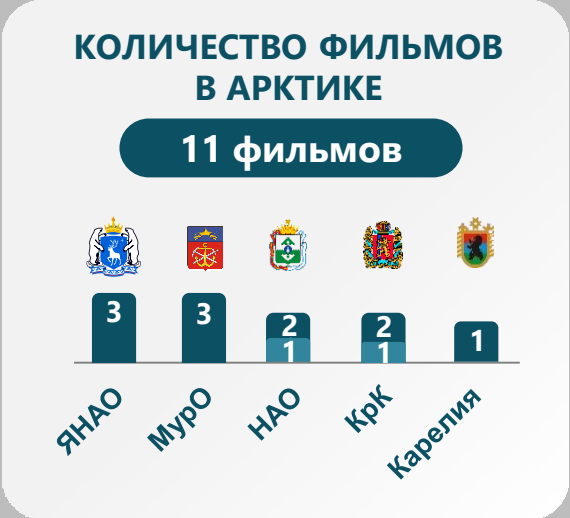 КОЛИЧЕСТВО ФИЛЬМОВ
В АРКТИКЕ
11 фильмов
3 3 2 2 1
1 1
ЯНАО МурО НАО КрК Карелия